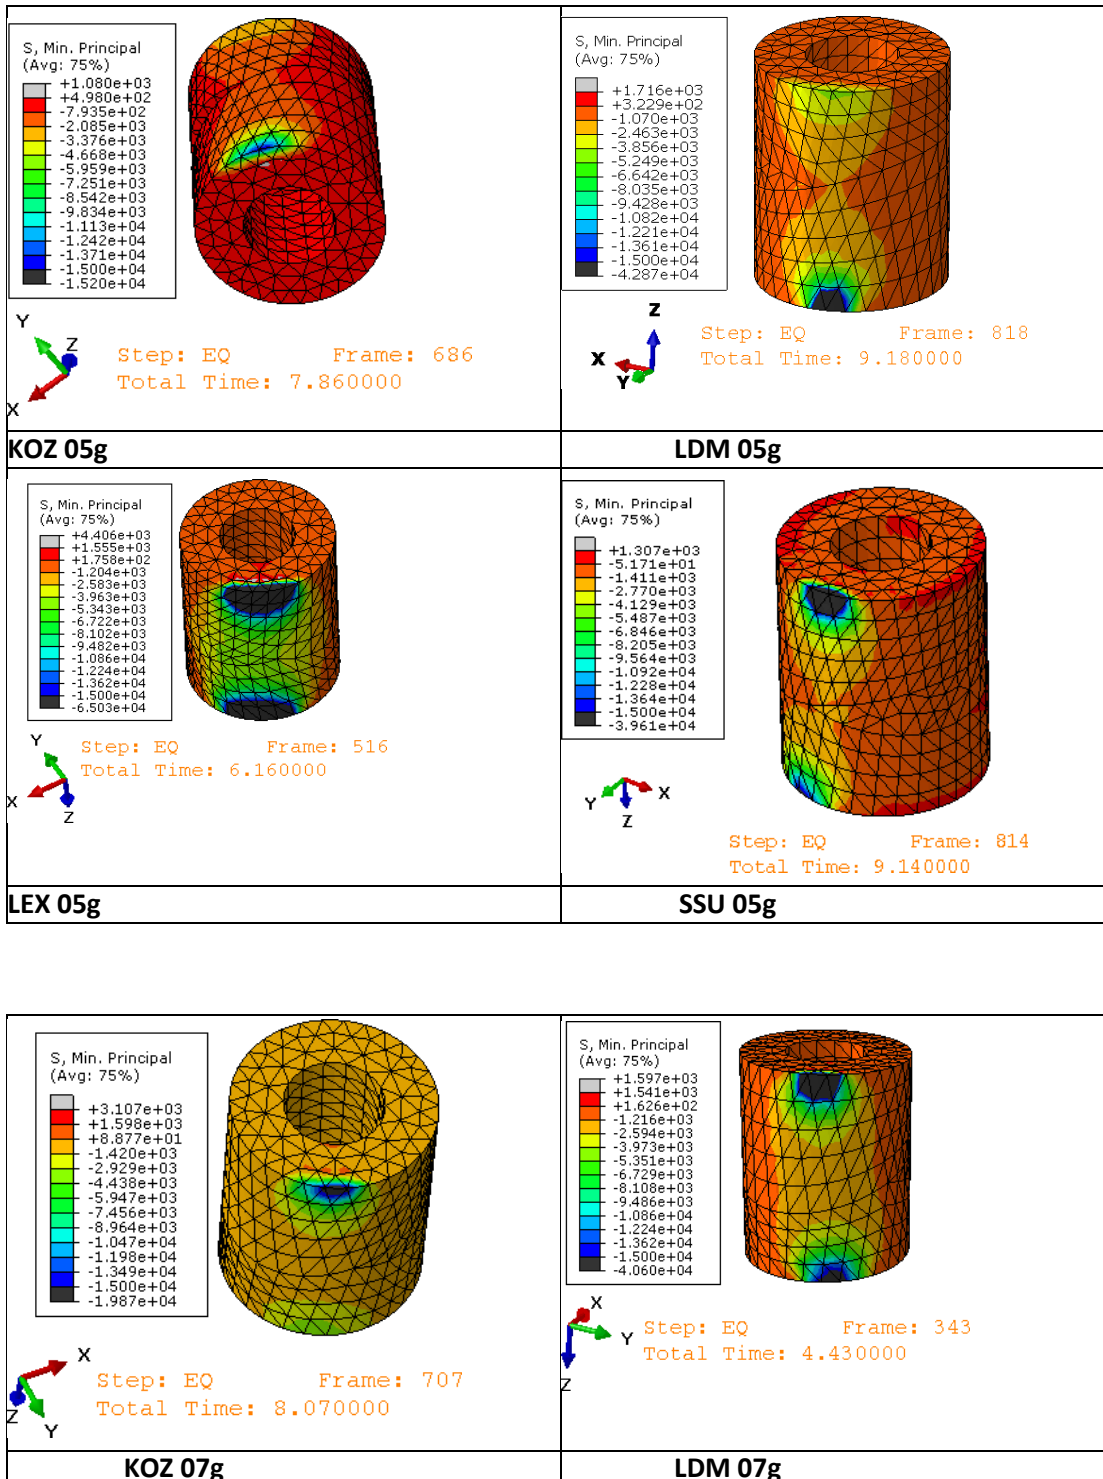 S, Min. Principal
(Avg: 75%)
+1.080e+03
+4.980e+02
-7.935e+02
-2.085e+03
-3.376e+03
-4.668e+03
-5.959e+03
-7.251e+03
-8.542e+03
-9.834e+03
-1.113e+04
-1.242e+04
-1.371e+04
-1.500e+04
-1.520e+04
Y
Z
X
Step: EQ Frame: 686
Total Time: 7.860000
S, Min. Principal
(Avg: 75%)
+1.716e+03
+3.229e+02
-1.070e+03
-2.463e+03
-3.856e+03
-5.249e+03
-6.642e+03
-8.035e+03
-9.428e+03
-1.082e+04
-1.221e+04
-1.361e+04
-1.500e+04
-4.287e+04
Z
X
Y
Step: EQ Frame: 818
Total Time: 9.180000
KOZ 05g
LDM 05g
S, Min. Principal
(Avg: 75%)
+4.406e+03
+1.555e+03
+1.758e+02
-1.204e+03
-2.583e+03
-3.963e+03
-5.343e+03
-6.722e+03
-8.102e+03
-9.482e+03
-1.086e+04
-1.224e+04
-1.362e+04
-1.500e+04
-6.503e+04
Y
X
Z
Step: EQ Frame: 516
Total Time: 6.160000
S, Min. Principal
(Avg: 75%)
+1.307e+03
-5.171e+01
-1.411e+03
-2.770e+03
-4.129e+03
-5.487e+03
-6.846e+03
-8.205e+03
-9.564e+03
-1.092e+04
-1.228e+04
-1.364e+04
-1.500e+04
-3.961e+04
Y
X
Z
Step: EQ Frame: 814
Total Time: 9.140000
LEX 05g
SSU 05g
S, Min. Principal
(Avg: 75%)
+3.107e+03
+1.598e+03
+8.877e+01
-1.420e+03
-2.929e+03
-4.438e+03
-5.947e+03
-7.456e+03
-8.964e+03
-1.047e+04
-1.198e+04
-1.349e+04
-1.500e+04
-1.987e+04
X
Z
Y
Step: EQ Frame: 707
Total Time: 8.070000
S, Min. Principal
(Avg: 75%)
+1.597e+03
+1.541e+03
+1.626e+02
-1.216e+03
-2.594e+03
-3.973e+03
-5.351e+03
-6.729e+03
-8.108e+03
-9.486e+03
-1.086e+04
-1.224e+04
-1.362e+04
-1.500e+04
-4.060e+04
X
Y
Z
Step: EQ Frame: 343
Total Time: 4.430000
KOZ 07g
LDM 07g